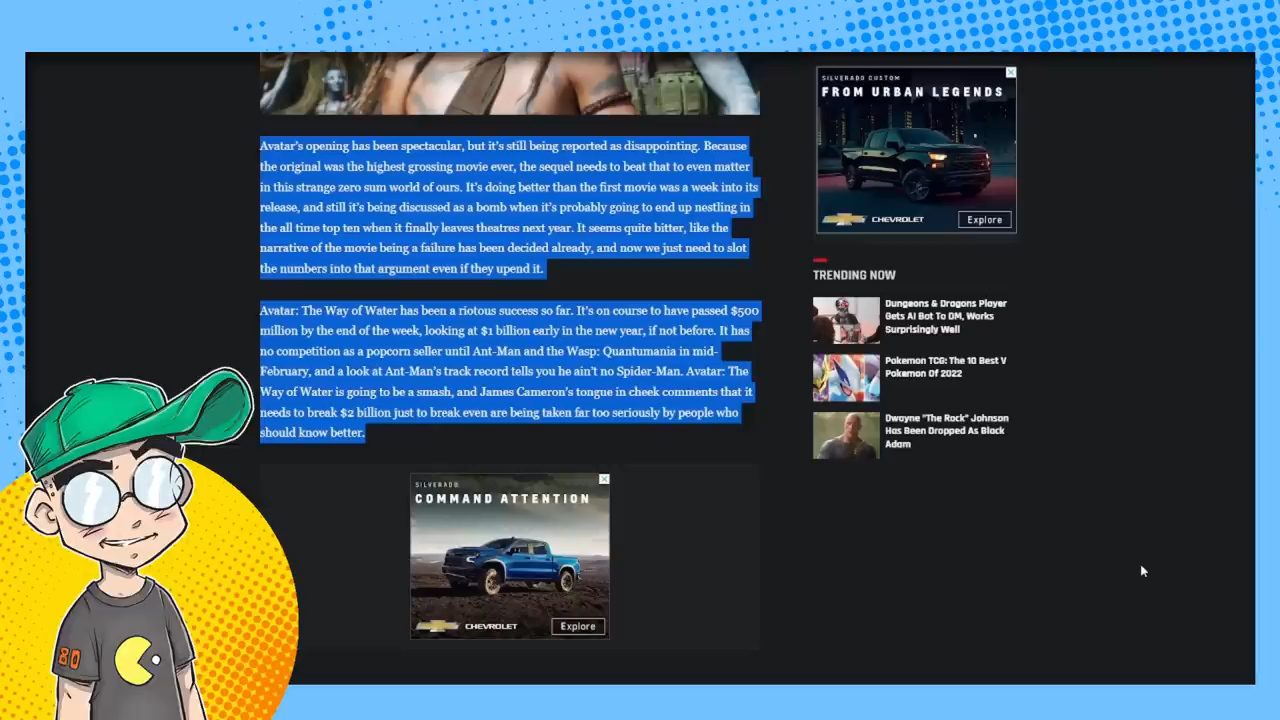 Avatar's opening has been spectacular, but it's still being reported as disappointing. Because
the original was the highest grossing movie ever, the sequel needs to beat that to even matter
in this strange zero sum world of ours. It's doing better than the first movie was a week into its
release, and still it's being discussed as a bomb when it's probably going to end up nestling in
the all time top ten when it finally leaves theatres next year. It seems quite bitter, like the
narrative of the movie being a failure has been decided already, and now we just need to slot
the numbers into that argument even if they upend it.
Avatar: The Way of Water has been a riotous success so far. It's on course to have passed $500
million by the end of the week, looking at $1 billion early in the new year, if not before. It has
no competition as a popcorn seller until Ant-Man and the Wasp: Quantumania in mid-
February, and a look at Ant-Man's track record tells you he ain't no Spider-Man. Avatar: The
Way of Water is going to be a smash, and James Cameron's tongue in cheek comments that it
needs to break $2 billion just to break even are being taken far too seriously by people who
should know better.
SILVERADO
COMMAND ATTENTION
CHEVROLET
Explore
SILVERADO CUSTOM
FROM URBAN LEGENDS
CHEVROLET
Explore
TRENDING NOW
Dungeons & Dragons Player
Gets AI Bot To DM, Works
Surprisingly Well
Pokemon TCG: The 10 Best V
Pokemon Of 2022
Dwayne "The Rock" Johnson
Has Been Dropped As Black
Adam
80